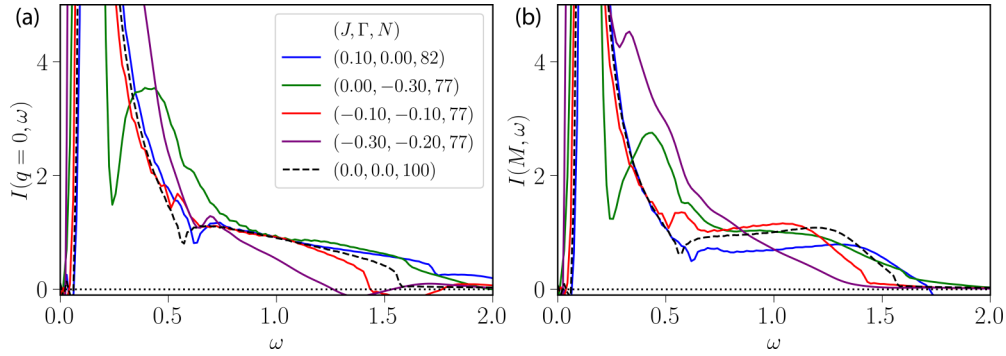 (a)
I(q = 0, ω)
4
2
0
0.0 0.5 1.0 1.5 2.0
ω
(J, Γ, N)
(0.10, 0.00, 82)
(0.00, −0.30, 77)
(−0.10, −0.10, 77)
(−0.30, −0.20, 77)
(0.0, 0.0, 100)
(b)
I(M, ω)
4
2
0
0.0 0.5 1.0 1.5 2.0
ω